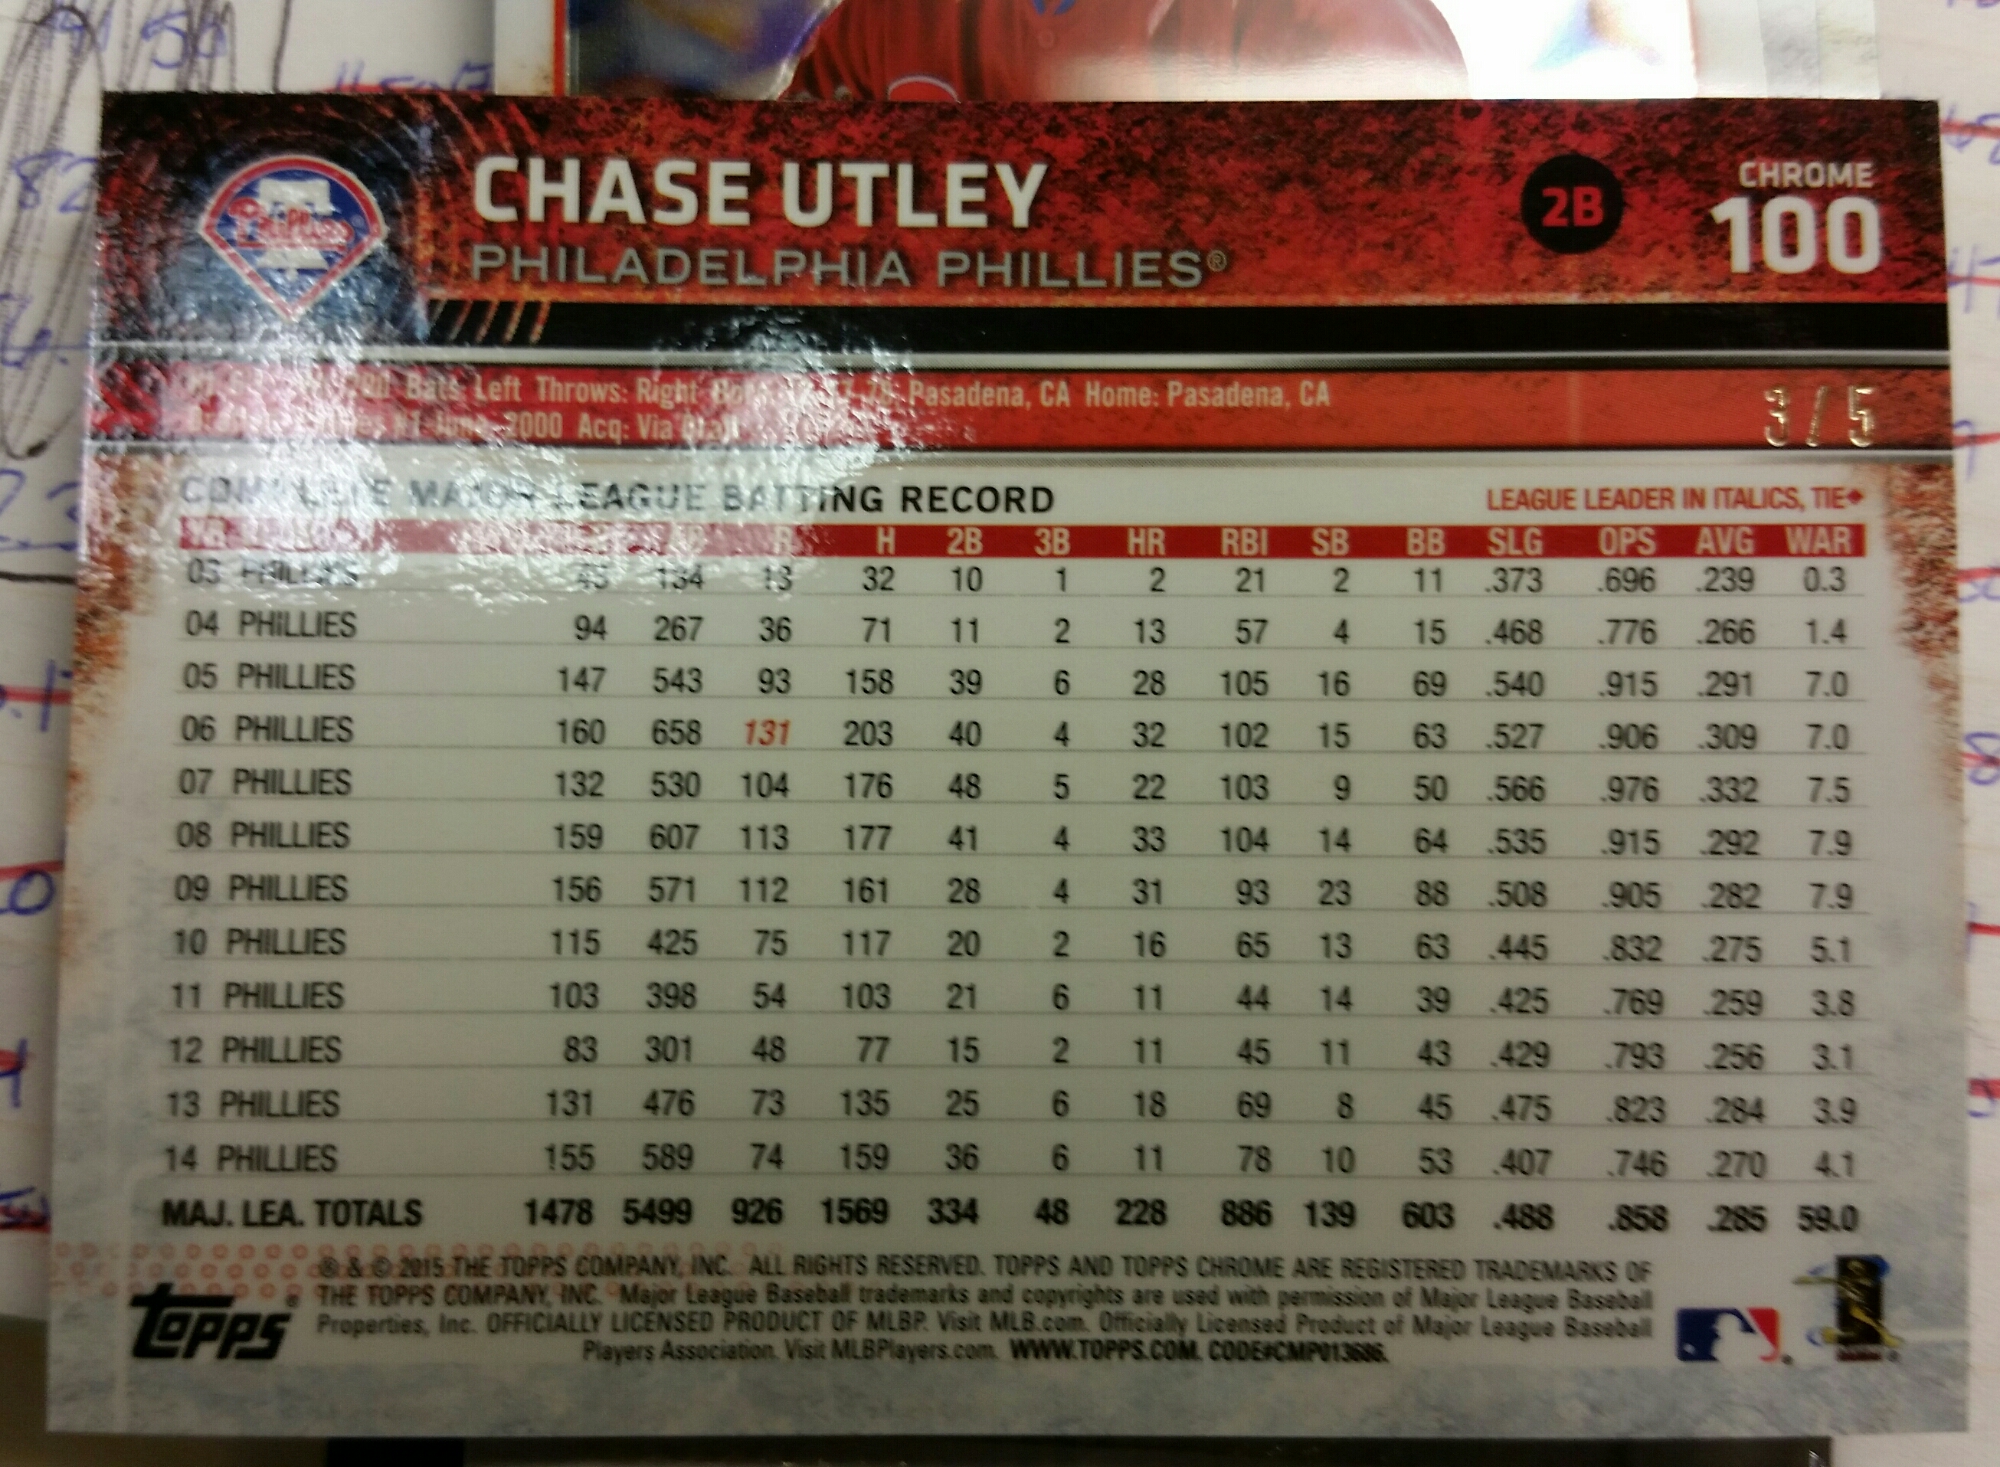 CHASE UTLEY
PHILADELPHIA PHILLIES®
2B
CHROME
100
Phillies
Bats: Left Throws: Right Pasadena, CA Home: Pasadena, CA
#1 June, 2000 Acq: Via Draft
3/5
COMPLETE MAJOR LEAGUE BATTING RECORD LEAGUE LEADER IN ITALICS, TIE♦
YR R H 2B 3B HR RBI SB BB SLG OPS AVG WAR
03 PHILLIES 43 134 13 32 10 1 2 21 2 11 .373 .696 .239 0.3
04 PHILLIES 94 267 36 71 11 2 13 57 4 15 .468 .776 .266 1.4
05 PHILLIES 147 543 93 158 39 6 28 105 16 69 .540 .915 .291 7.0
06 PHILLIES 160 658 131 203 40 4 32 102 15 63 .527 .906 .309 7.0
07 PHILLIES 132 530 104 176 48 5 22 103 9 50 .566 .976 .332 7.5
08 PHILLIES 159 607 113 177 41 4 33 104 14 64 .535 .915 .292 7.9
09 PHILLIES 156 571 112 161 28 4 31 93 23 88 .508 .905 .282 7.9
10 PHILLIES 115 425 75 117 20 2 16 65 13 63 .445 .832 .275 5.1
11 PHILLIES 103 398 54 103 21 6 11 44 14 39 .425 .769 .259 3.8
12 PHILLIES 83 301 48 77 15 2 11 45 11 43 .429 .793 .256 3.1
13 PHILLIES 131 476 73 135 25 6 18 69 8 45 .475 .823 .284 3.9
14 PHILLIES 155 589 74 159 36 6 11 78 10 53 .407 .746 .270 4.1
MAJ. LEA. TOTALS 1478 5499 926 1569 334 48 228 886 139 603 .488 .858 .285 59.0
® & © 2015 THE TOPPS COMPANY, INC. ALL RIGHTS RESERVED. TOPPS AND TOPPS CHROME ARE REGISTERED TRADEMARKS OF
THE TOPPS COMPANY, INC. Major League Baseball trademarks and copyrights are used with permission of Major League Baseball
Properties, Inc. OFFICIALLY LICENSED PRODUCT OF MLBP. Visit MLB.com. Officially Licensed Product of Major League Baseball
Players Association. Visit MLBPlayers.com. WWW.TOPPS.COM. CODE#CMP013686.
Topps®